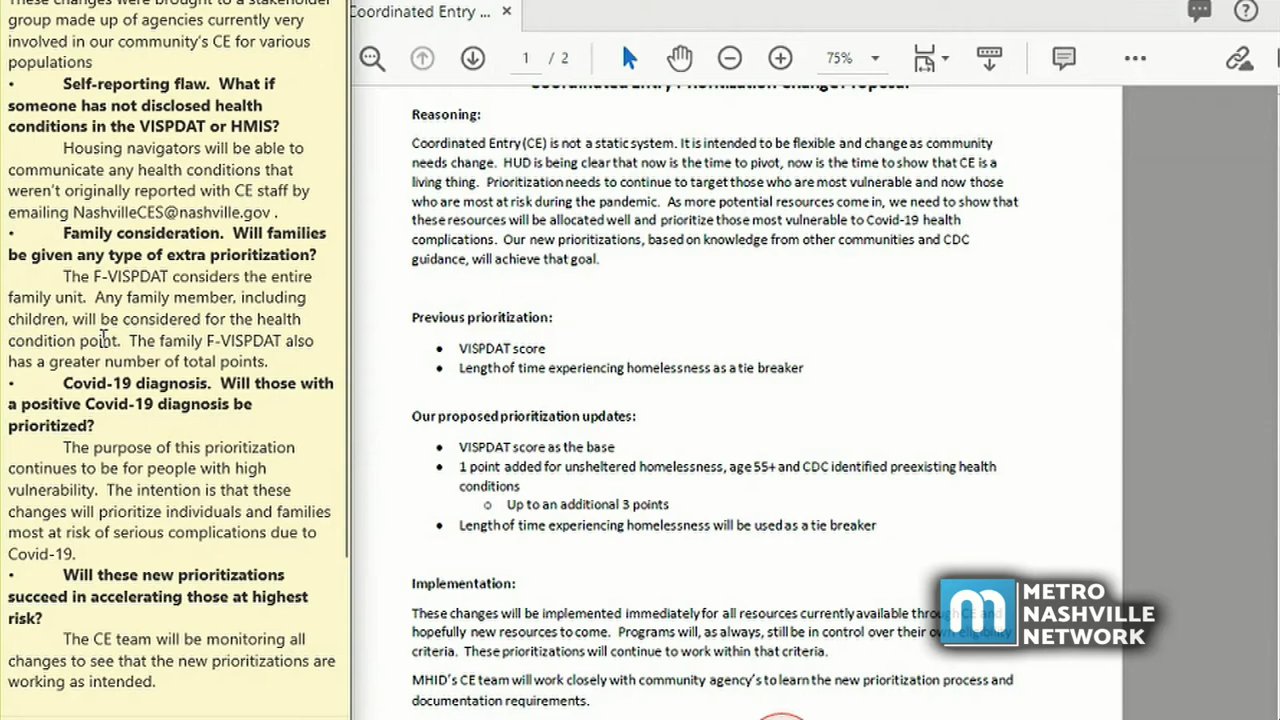 These changes were brought to a stakeholder
group made up of agencies currently very
involved in our community's CE for various
populations
• Self-reporting flaw. What if
someone has not disclosed health
conditions in the VISPDAT or HMIS?
Housing navigators will be able to
communicate any health conditions that
weren't originally reported with CE staff by
emailing NashvilleCES@nashville.gov .
• Family consideration. Will families
be given any type of extra prioritization?
The F-VISPDAT considers the entire
family unit. Any family member, including
children, will be considered for the health
condition point. The family F-VISPDAT also
has a greater number of total points.
• Covid-19 diagnosis. Will those with
a positive Covid-19 diagnosis be
prioritized?
The purpose of this prioritization
continues to be for people with high
vulnerability. The intention is that these
changes will prioritize individuals and families
most at risk of serious complications due to
Covid-19.
• Will these new prioritizations
succeed in accelerating those at highest
risk?
The CE team will be monitoring all
changes to see that the new prioritizations are
working as intended.
Coordinated Entry ... ×
1 / 2 75%
Coordinated Entry Prioritization Change Proposal
Reasoning:
Coordinated Entry (CE) is not a static system. It is intended to be flexible and change as community
needs change. HUD is being clear that now is the time to pivot, now is the time to show that CE is a
living thing. Prioritization needs to continue to target those who are most vulnerable and now those
who are most at risk during the pandemic. As more potential resources come in, we need to show that
these resources will be allocated well and prioritize those most vulnerable to Covid-19 health
complications. Our new prioritizations, based on knowledge from other communities and CDC
guidance, will achieve that goal.
Previous prioritization:
• VISPDAT score
• Length of time experiencing homelessness as a tie breaker
Our proposed prioritization updates:
• VISPDAT score as the base
• 1 point added for unsheltered homelessness, age 55+ and CDC identified preexisting health
conditions
o Up to an additional 3 points
• Length of time experiencing homelessness will be used as a tie breaker
Implementation:
These changes will be implemented immediately for all resources currently available through CE and
hopefully new resources to come. Programs will, as always, still be in control over their own eligibility
criteria. These prioritizations will continue to work within that criteria.
MHID's CE team will work closely with community agency's to learn the new prioritization process and
documentation requirements.
METRO
NASHVILLE
NETWORK